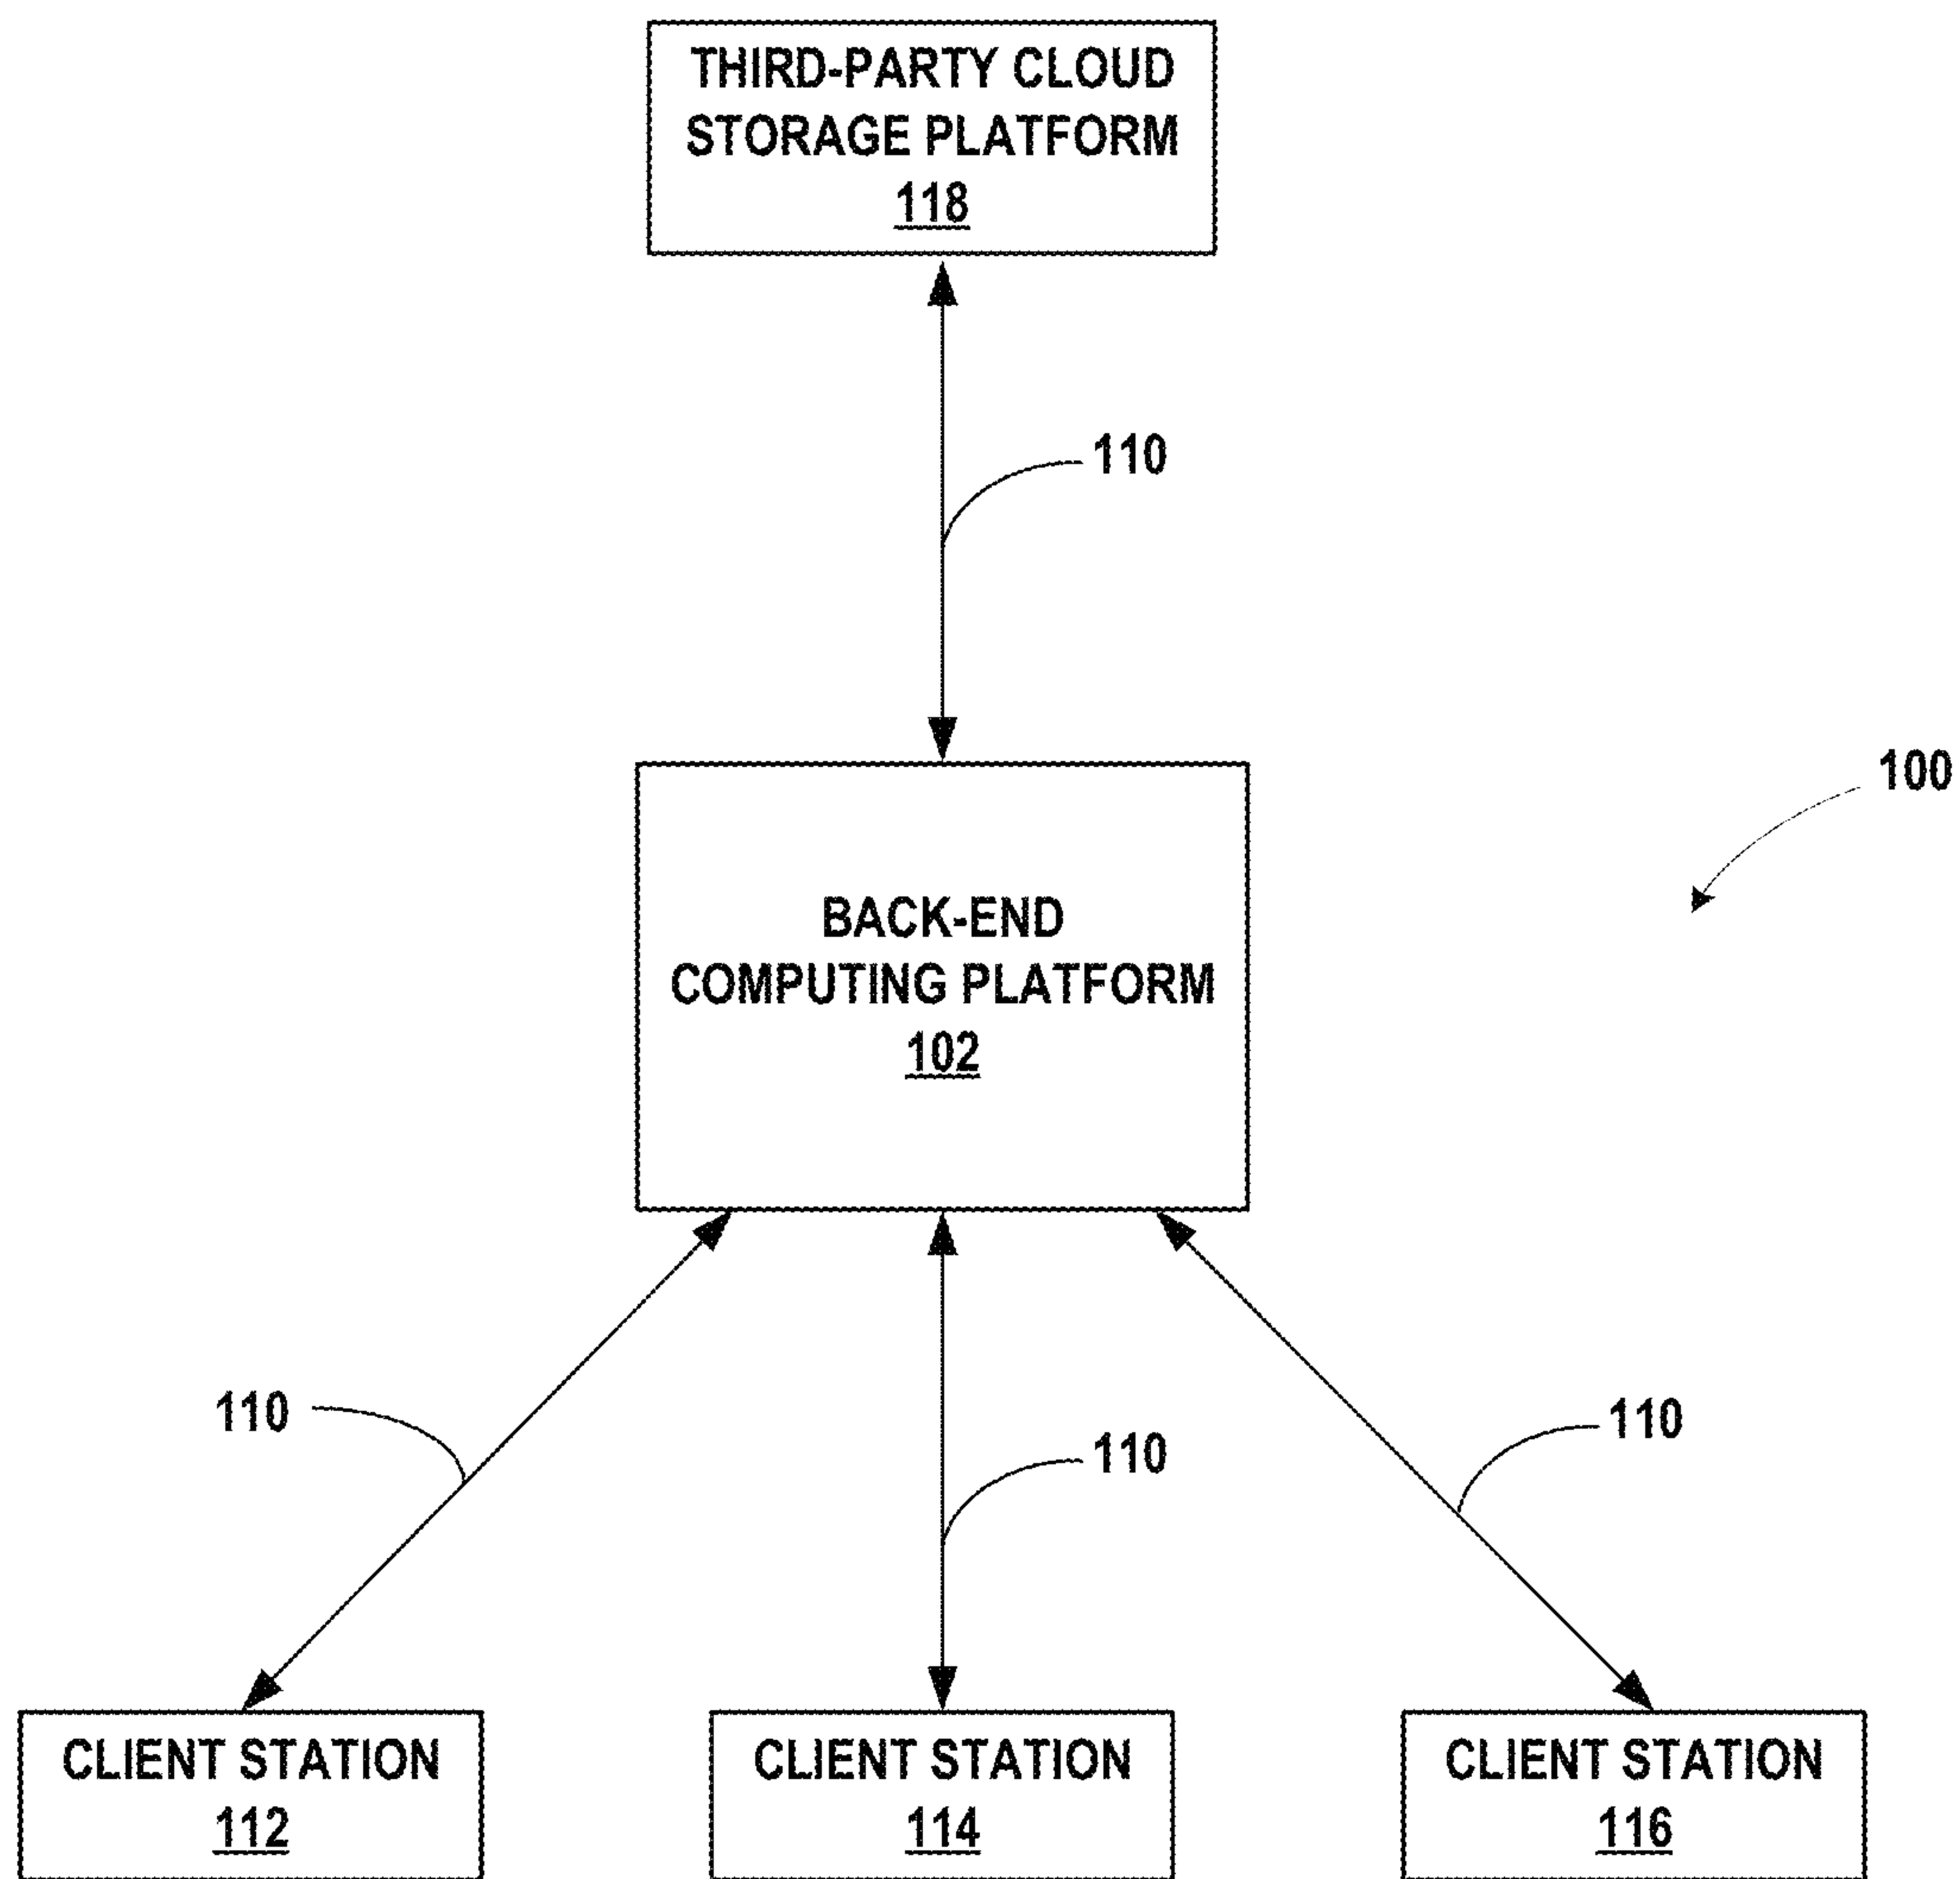 THIRD-PARTY CLOUD
STORAGE PLATFORM
118
110
100
BACK-END
COMPUTING PLATFORM
102
110
110
110
CLIENT STATION
112
CLIENT STATION
114
CLIENT STATION
116